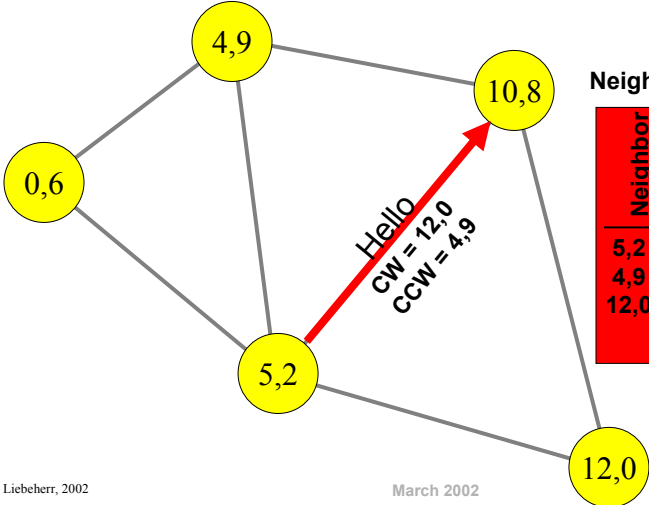 4,9
10,8
0,6
Hello
CW = 12,0
CCW = 4,9
5,2
12,0
Neighbor
5,2
4,9
12,0
Liebeherr, 2002
March 2002